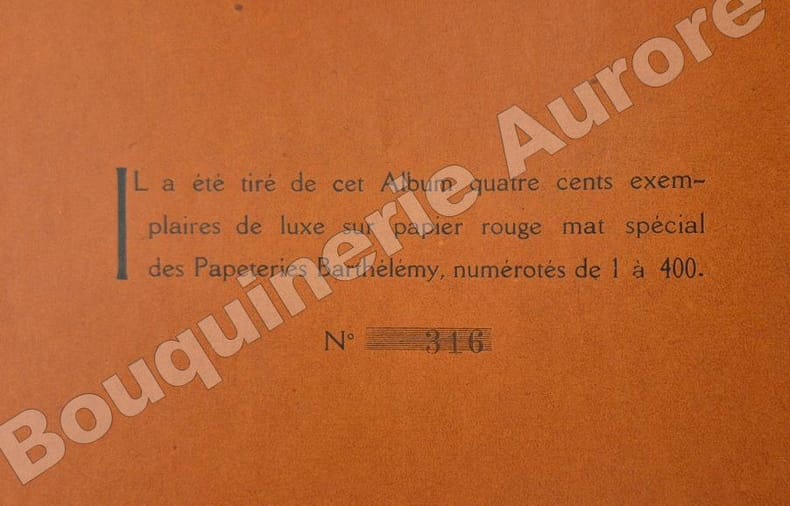 IL a été tiré de cet Album quatre cents exem-
plaires de luxe sur papier rouge mat spécial
des Papeteries Barthélémy, numérotés de 1 à 400.
N° 316
Bouquinerie Aurore